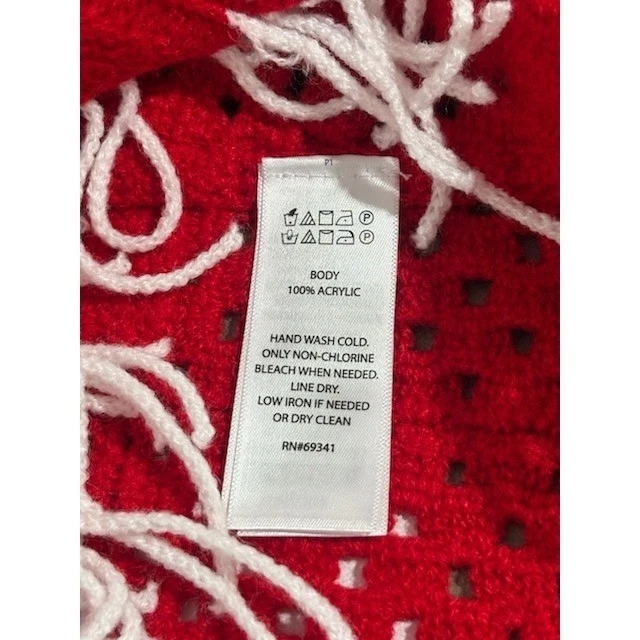 P1
BODY
100% ACRYLIC
HAND WASH COLD.
ONLY NON-CHLORINE
BLEACH WHEN NEEDED.
LINE DRY.
LOW IRON IF NEEDED
OR DRY CLEAN
RN#69341